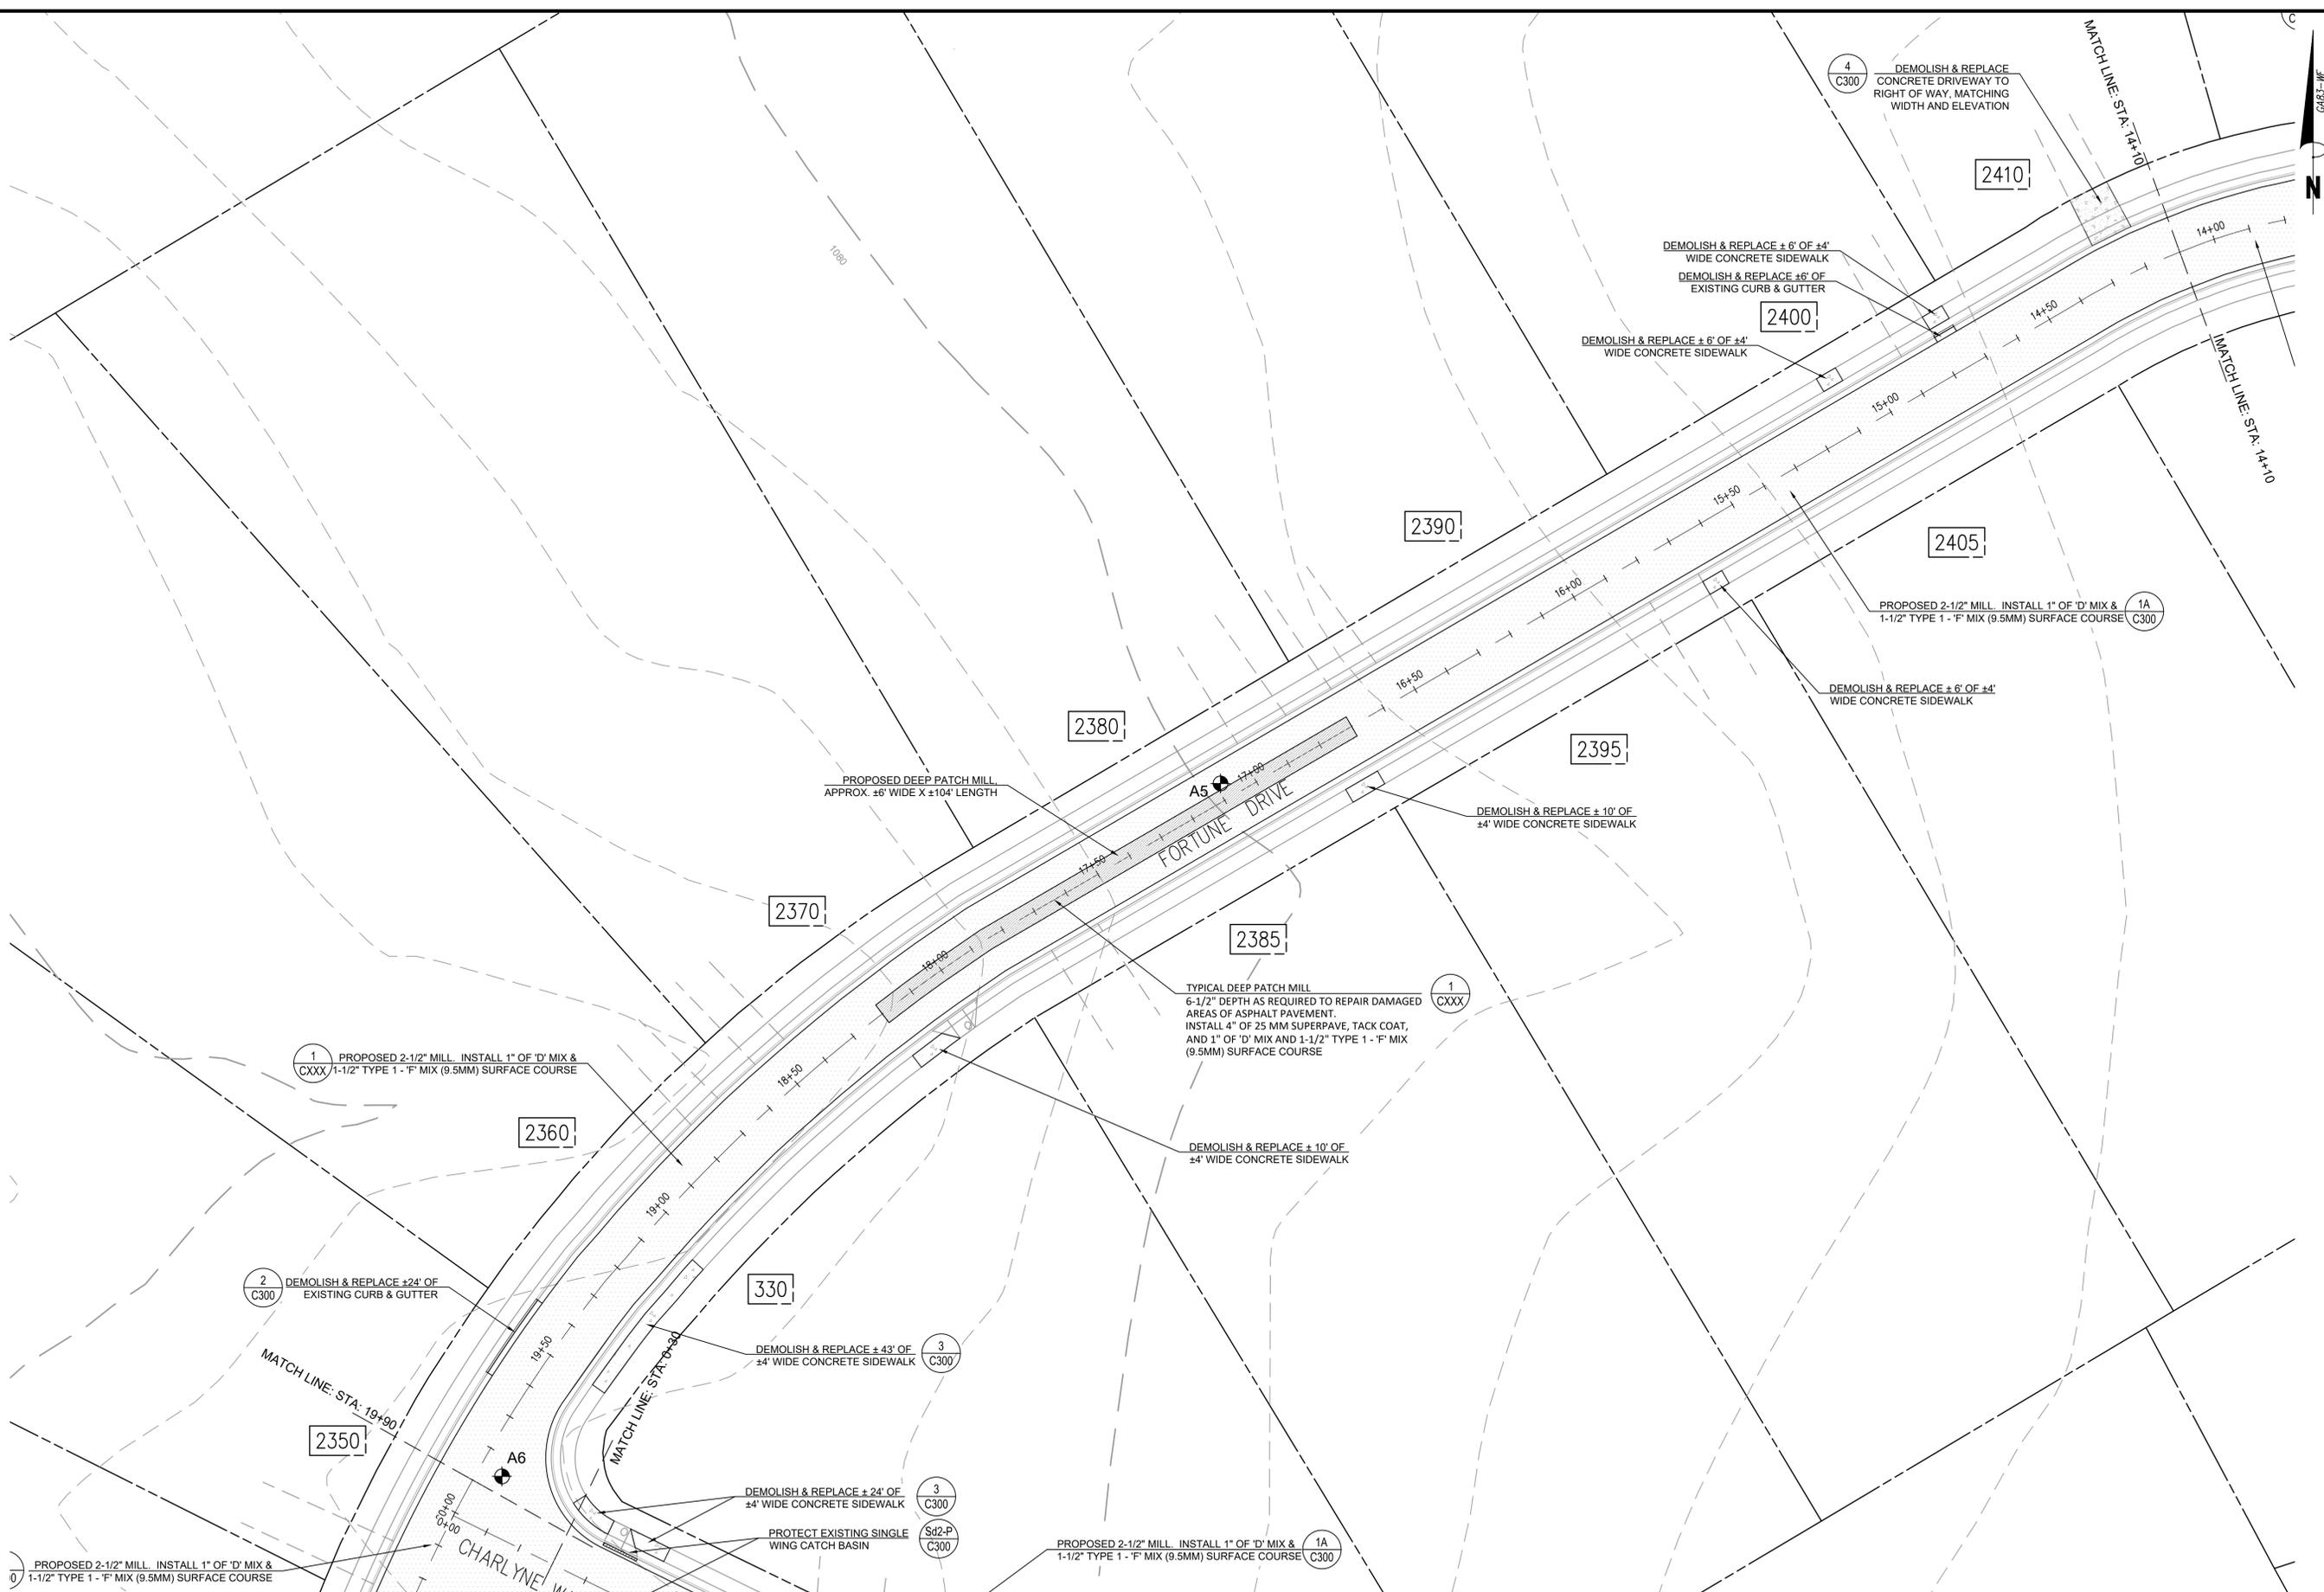 MATCH LINE: STA: 14+10
GA83-WF
4
C300
DEMOLISH & REPLACE
CONCRETE DRIVEWAY TO
RIGHT OF WAY, MATCHING
WIDTH AND ELEVATION
2410
N
14+00
1080
DEMOLISH & REPLACE ± 6' OF ±4'
WIDE CONCRETE SIDEWALK
DEMOLISH & REPLACE ±6' OF
EXISTING CURB & GUTTER
2400
14+50
DEMOLISH & REPLACE ± 6' OF ±4'
WIDE CONCRETE SIDEWALK
MATCH LINE: STA: 14+10
15+00
15+50
2390
2405
16+00
PROPOSED 2-1/2" MILL. INSTALL 1" OF 'D' MIX &
1-1/2" TYPE 1 - 'F' MIX (9.5MM) SURFACE COURSE
1A
C300
16+50
DEMOLISH & REPLACE ± 6' OF ±4'
WIDE CONCRETE SIDEWALK
2380
2395
PROPOSED DEEP PATCH MILL,
APPROX. ±6' WIDE X ±104' LENGTH
A5
17+00
FORTUNE DRIVE
DEMOLISH & REPLACE ± 10' OF
±4' WIDE CONCRETE SIDEWALK
17+50
2370
2385
18+00
TYPICAL DEEP PATCH MILL
6-1/2" DEPTH AS REQUIRED TO REPAIR DAMAGED
AREAS OF ASPHALT PAVEMENT.
INSTALL 4" OF 25 MM SUPERPAVE, TACK COAT,
AND 1" OF 'D' MIX AND 1-1/2" TYPE 1 - 'F' MIX
(9.5MM) SURFACE COURSE
1
CXXX
1
CXXX
PROPOSED 2-1/2" MILL. INSTALL 1" OF 'D' MIX &
1-1/2" TYPE 1 - 'F' MIX (9.5MM) SURFACE COURSE
18+50
2360
DEMOLISH & REPLACE ± 10' OF
±4' WIDE CONCRETE SIDEWALK
19+00
2
C300
DEMOLISH & REPLACE ±24' OF
EXISTING CURB & GUTTER
330
19+50
DEMOLISH & REPLACE ± 43' OF
±4' WIDE CONCRETE SIDEWALK
3
C300
MATCH LINE: STA: 19+90
MATCH LINE: STA: 0+30
2350
A6
20+00
0+00
DEMOLISH & REPLACE ± 24' OF
±4' WIDE CONCRETE SIDEWALK
3
C300
PROTECT EXISTING SINGLE
WING CATCH BASIN
Sd2-P
C300
CHARLYNE
PROPOSED 2-1/2" MILL. INSTALL 1" OF 'D' MIX &
1-1/2" TYPE 1 - 'F' MIX (9.5MM) SURFACE COURSE
PROPOSED 2-1/2" MILL. INSTALL 1" OF 'D' MIX &
1-1/2" TYPE 1 - 'F' MIX (9.5MM) SURFACE COURSE
1A
C300